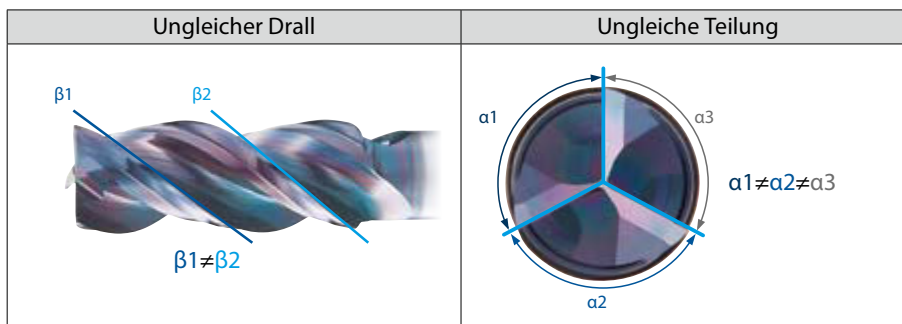 Ungleicher Drall
Ungleiche Teilung
β1
β2
β1≠β2
α1
α3
α1≠α2≠α3
α2